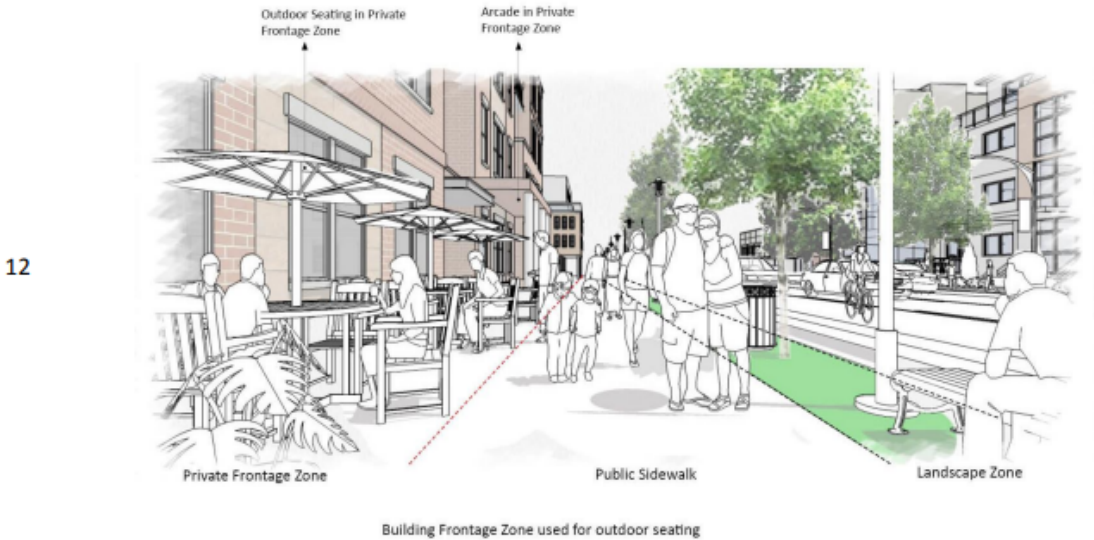 Outdoor Seating in Private
Frontage Zone
Arcade in Private
Frontage Zone
12
Private Frontage Zone
Public Sidewalk
Landscape Zone
Building Frontage Zone used for outdoor seating